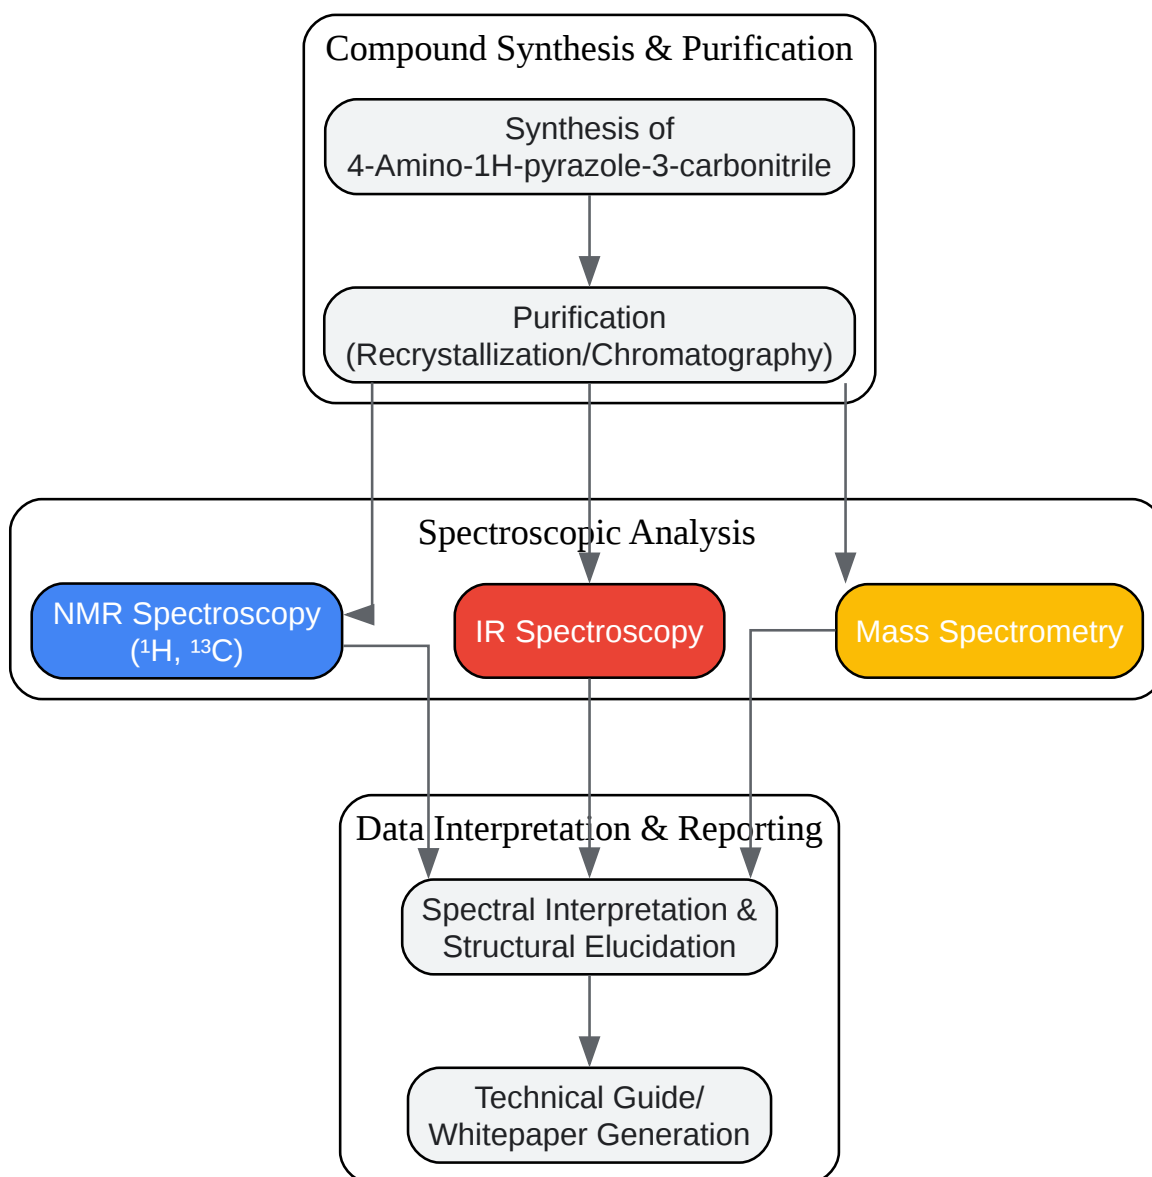 Compound Synthesis & Purification
Synthesis of
4-Amino-1H-pyrazole-3-carbonitrile
Purification
(Recrystallization/Chromatography)
Spectroscopic Analysis
NMR Spectroscopy
(¹H, ¹³C)
IR Spectroscopy
Mass Spectrometry
Data Interpretation & Reporting
Spectral Interpretation &
Structural Elucidation
Technical Guide/
Whitepaper Generation